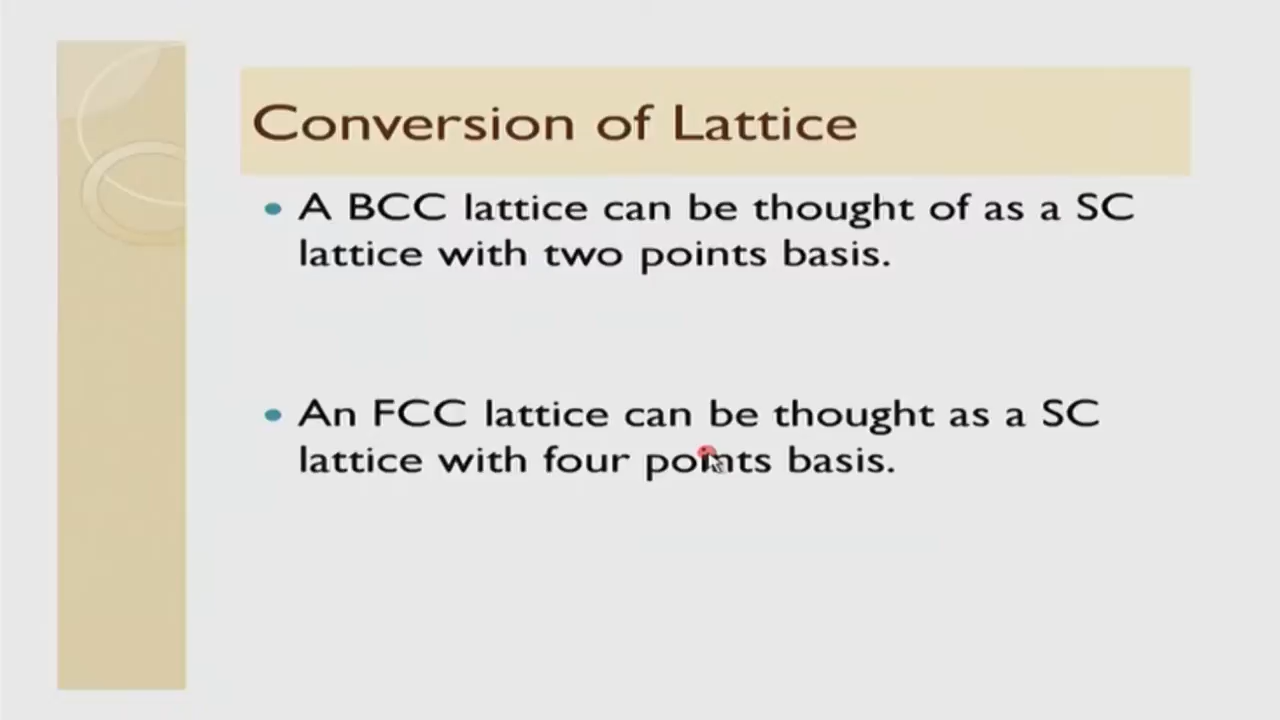 Conversion of Lattice
• A BCC lattice can be thought of as a SC
lattice with two points basis.
• An FCC lattice can be thought as a SC
lattice with four points basis.